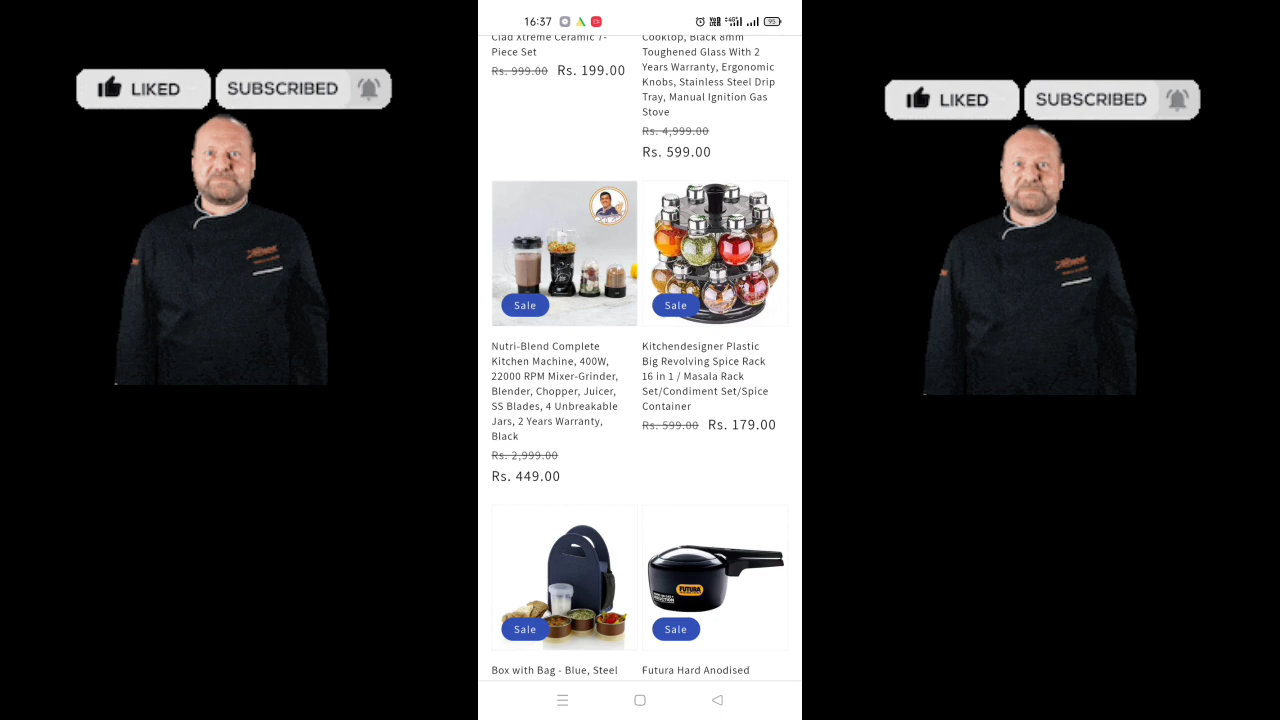 16:37
95
LIKED
SUBSCRIBED
LIKED
SUBSCRIBED
Clad Xtreme Ceramic 7-
Piece Set
Rs. 999.00 Rs. 199.00
Cooktop, Black 8mm
Toughened Glass With 2
Years Warranty, Ergonomic
Knobs, Stainless Steel Drip
Tray, Manual Ignition Gas
Stove
Rs. 4,999.00
Rs. 599.00
Sale
Nutri-Blend Complete
Kitchen Machine, 400W,
22000 RPM Mixer-Grinder,
Blender, Chopper, Juicer,
SS Blades, 4 Unbreakable
Jars, 2 Years Warranty,
Black
Rs. 2,999.00
Rs. 449.00
Sale
Kitchendesigner Plastic
Big Revolving Spice Rack
16 in 1 / Masala Rack
Set/Condiment Set/Spice
Container
Rs. 599.00 Rs. 179.00
Sale
Box with Bag - Blue, Steel
FUTURA
Sale
Futura Hard Anodised